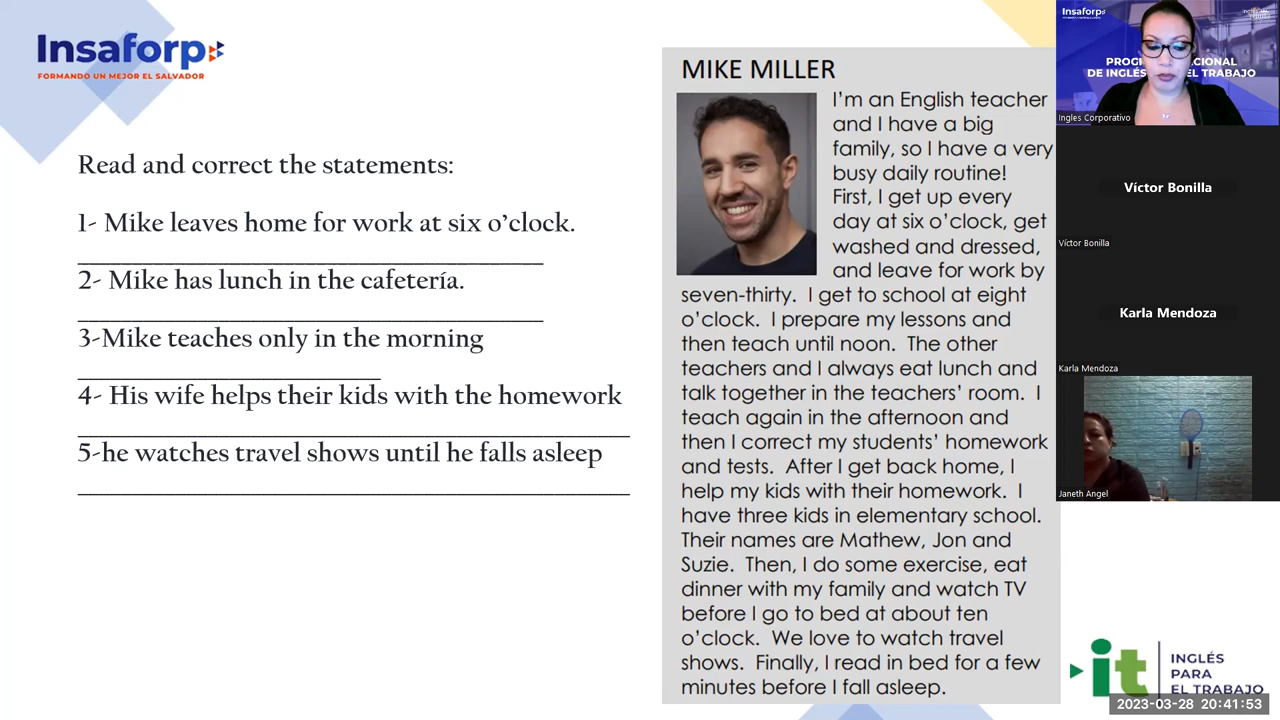 Insaforp
FORMANDO UN MEJOR EL SALVADOR
Read and correct the statements:
1- Mike leaves home for work at six o’clock.
2- Mike has lunch in the cafetería.
3-Mike teaches only in the morning
4- His wife helps their kids with the homework
5-he watches travel shows until he falls asleep
MIKE MILLER
I’m an English teacher
and I have a big
family, so I have a very
busy daily routine!
First, I get up every
day at six o’clock, get
washed and dressed,
and leave for work by
seven-thirty. I get to school at eight
o’clock. I prepare my lessons and
then teach until noon. The other
teachers and I always eat lunch and
talk together in the teachers’ room. I
teach again in the afternoon and
then I correct my students’ homework
and tests. After I get back home, I
help my kids with their homework. I
have three kids in elementary school.
Their names are Mathew, Jon and
Suzie. Then, I do some exercise, eat
dinner with my family and watch TV
before I go to bed at about ten
o’clock. We love to watch travel
shows. Finally, I read in bed for a few
minutes before I fall asleep.
Insaforp
Ingles Corporativo
Víctor Bonilla
Víctor Bonilla
Karla Mendoza
Karla Mendoza
Janeth Angel
it
INGLÉS
PARA
EL TRABAJO
2023-03-28 20:41:53